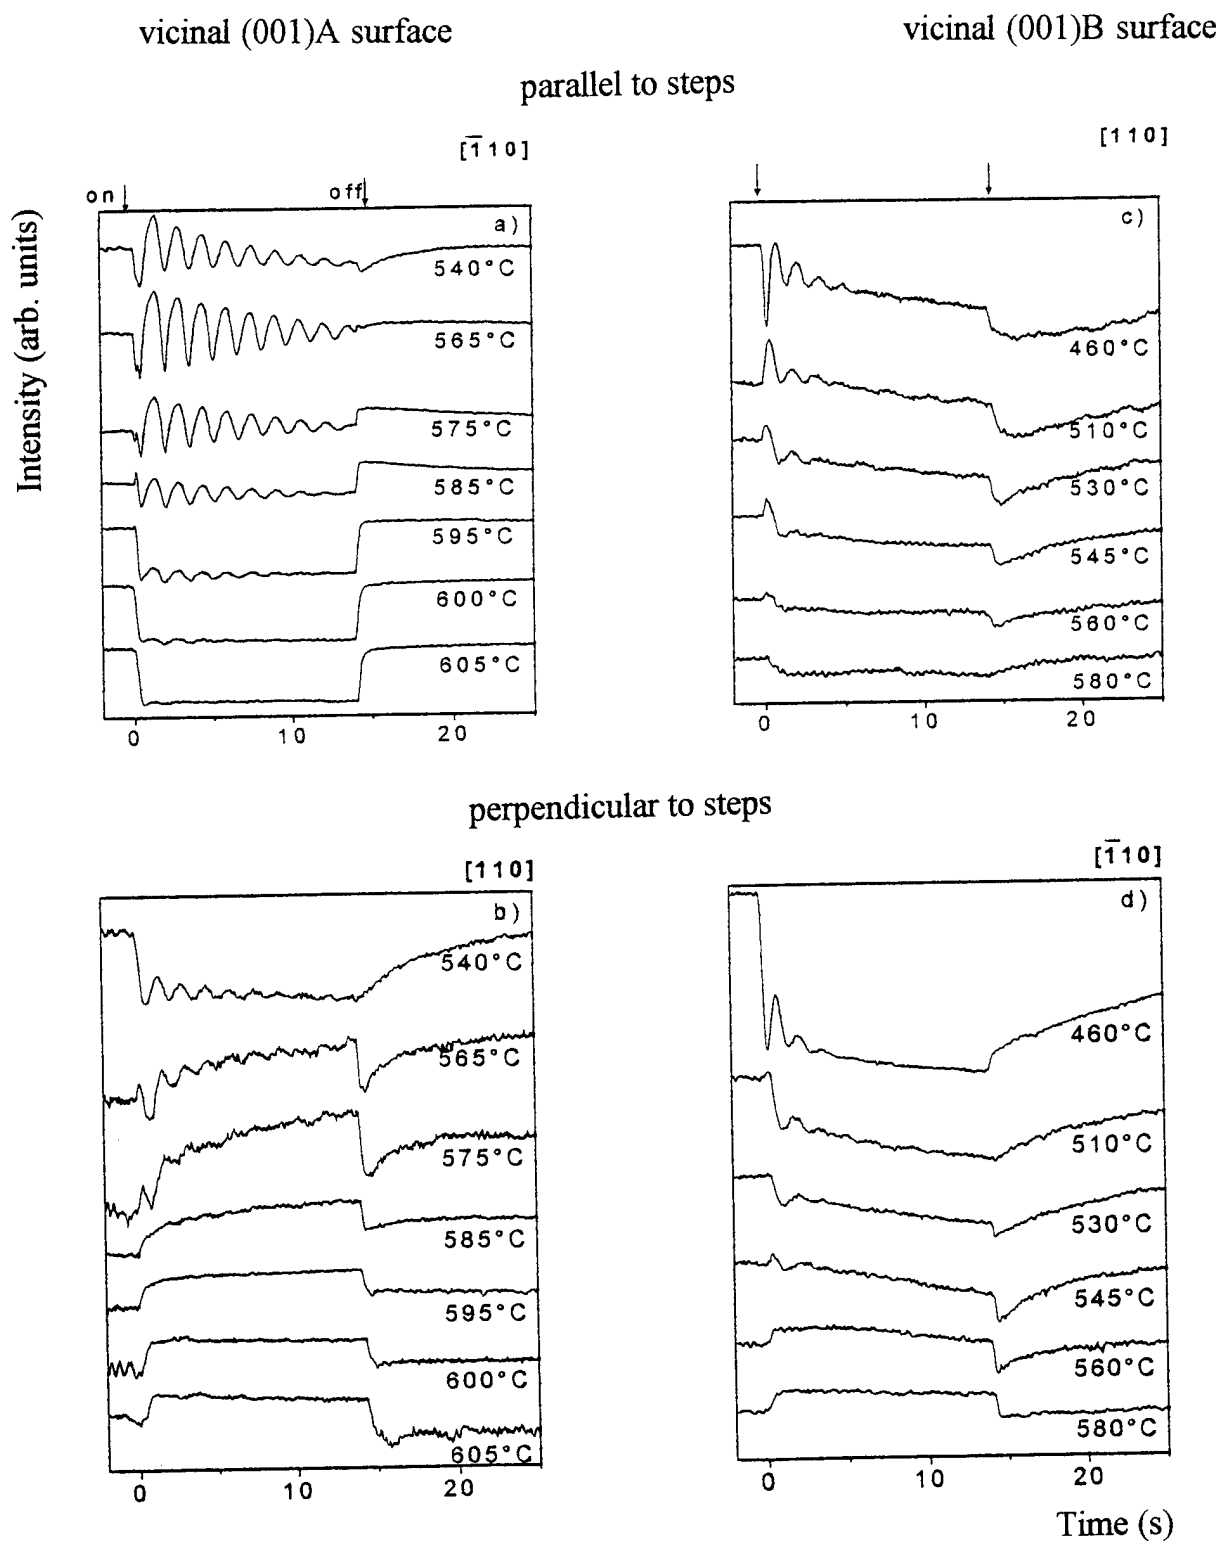 vicinal (001)A surface
vicinal (001)B surface
parallel to steps
[1̅10]
[110]
on
off
Intensity (arb. units)
a)
540°C
565°C
575°C
585°C
595°C
600°C
605°C
0 10 20
c)
460°C
510°C
530°C
545°C
560°C
580°C
0 10 20
perpendicular to steps
[110]
[1̅10]
b)
540°C
565°C
575°C
585°C
595°C
600°C
605°C
0 10 20
d)
460°C
510°C
530°C
545°C
560°C
580°C
0 10 20
Time (s)